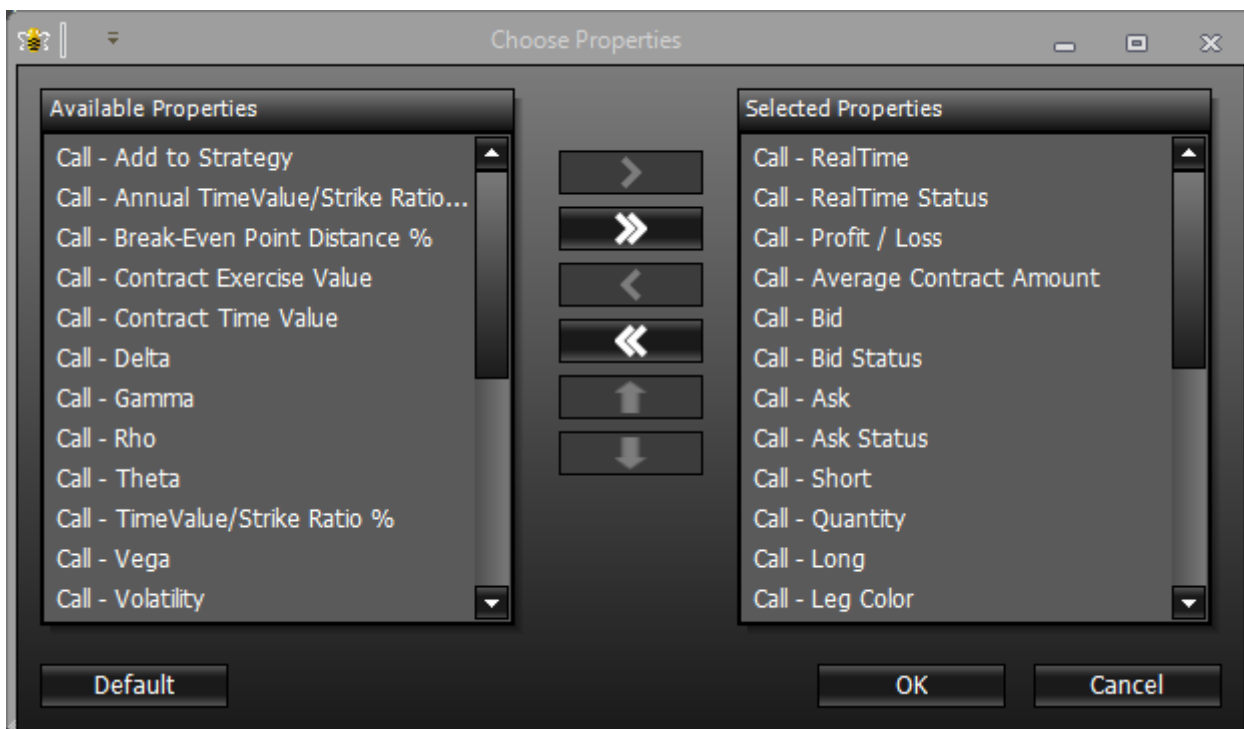 Choose Properties
Available Properties
Call - Add to Strategy
Call - Annual TimeValue/Strike Ratio...
Call - Break-Even Point Distance %
Call - Contract Exercise Value
Call - Contract Time Value
Call - Delta
Call - Gamma
Call - Rho
Call - Theta
Call - TimeValue/Strike Ratio %
Call - Vega
Call - Volatility
Selected Properties
Call - RealTime
Call - RealTime Status
Call - Profit / Loss
Call - Average Contract Amount
Call - Bid
Call - Bid Status
Call - Ask
Call - Ask Status
Call - Short
Call - Quantity
Call - Long
Call - Leg Color
Default
OK
Cancel